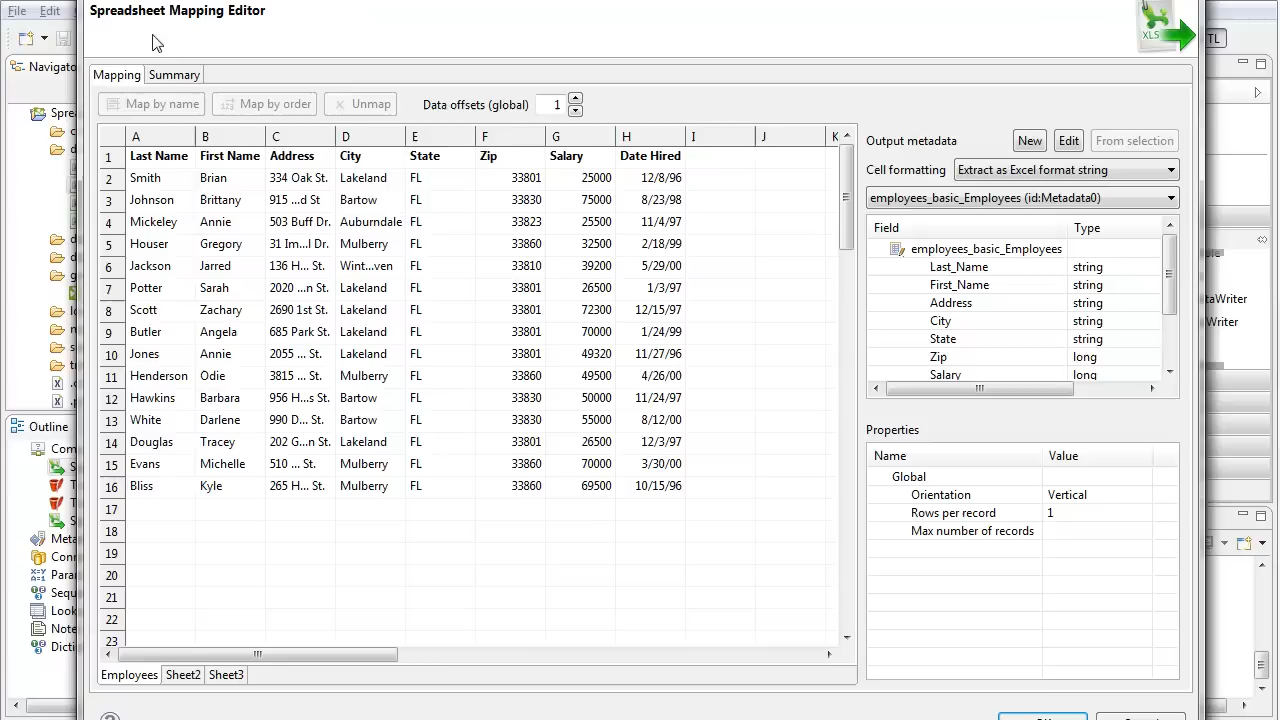 Spreadsheet Mapping Editor
XLS
File Edit
TL
Navigato
Mapping Summary
Map by name Map by order Unmap Data offsets (global) 1
Spre
A B C D E F G H I J K
Output metadata New Edit From selection
1 Last Name First Name Address City State Zip Salary Date Hired
Cell formatting Extract as Excel format string
2 Smith Brian 334 Oak St. Lakeland FL 33801 25000 12/8/96
employees_basic_Employees (id:Metadata0)
3 Johnson Brittany 915 ...d St Bartow FL 33830 75000 8/23/98
4 Mickeley Annie 503 Buff Dr. Auburndale FL 33823 25500 11/4/97
Field Type
5 Houser Gregory 31 Im...l Dr. Mulberry FL 33860 32500 2/18/99
employees_basic_Employees
6 Jackson Jarred 136 H... St. Wint...ven FL 33810 39200 5/29/00
Last_Name string
7 Potter Sarah 2020 ...n St. Lakeland FL 33801 26500 1/3/97
First_Name string
8 Scott Zachary 2690 1st St. Lakeland FL 33801 72300 12/15/97
Address string
taWriter
9 Butler Angela 685 Park St. Lakeland FL 33801 70000 1/24/99
City string
Writer
10 Jones Annie 2055 ... St. Lakeland FL 33801 49320 11/27/96
State string
Zip long
11 Henderson Odie 3815 ... St. Mulberry FL 33860 49500 4/26/00
Salary long
12 Hawkins Barbara 956 H...s St. Bartow FL 33830 50000 11/24/97
13 White Darlene 990 D... St. Bartow FL 33830 55000 8/12/00
Outline
Properties
14 Douglas Tracey 202 G...n St. Lakeland FL 33801 26500 12/3/97
Com
Name Value
15 Evans Michelle 510 ... St. Mulberry FL 33860 70000 3/30/00
Global
16 Bliss Kyle 265 H... St. Mulberry FL 33860 69500 10/15/96
Orientation Vertical
17
Rows per record 1
18
Max number of records
19
20
21
22
23
Meta
Conn
Para
Sequ
Look
Note
Dicti
Employees Sheet2 Sheet3